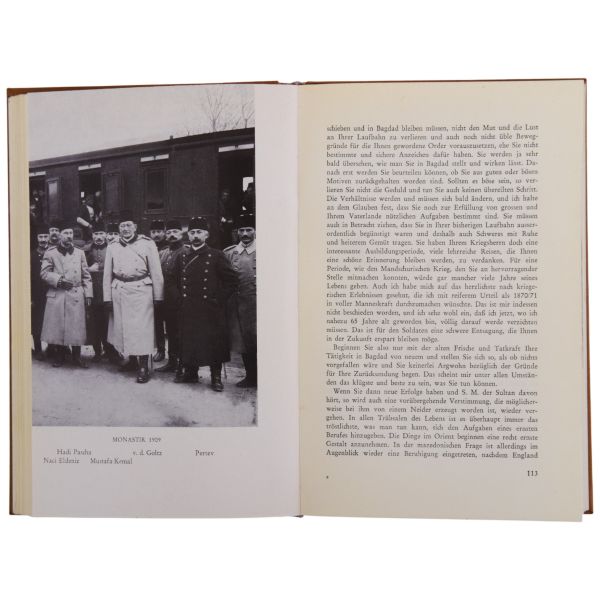 MONASTIR 1909
Hadi Pascha v. d. Goltz Pertev
Naci Eldeniz Mustafa Kemal
schieben und in Bagdad bleiben müssen, nicht den Mut und die Lust
an Ihrer Laufbahn zu verlieren und auch noch nicht üble Beweg-
gründe für die Ihnen gewordene Order vorauszusetzen, ehe Sie nicht
bestimmte und sichere Anzeichen dafür haben. Sie werden ja sehr
bald übersehen, wie man Sie in Bagdad stellt und wirken läßt. Da-
nach erst werden Sie beurteilen können, ob Sie aus guten oder bösen
Motiven zurückgehalten worden sind. Sollten es böse sein, so ver-
lieren Sie nicht die Geduld und tun Sie auch keinen übereilten Schritt.
Die Verhältnisse werden und müssen sich bald ändern, und ich halte
an dem Glauben fest, daß Sie noch zur Erfüllung von grossen und
Ihrem Vaterlande nützlichen Aufgaben bestimmt sind. Sie müssen
auch in Betracht ziehen, daß Sie in Ihrer bisherigen Laufbahn ausser-
ordentlich begünstigt waren und deshalb auch Schweres mit Ruhe
und heiterem Gemüt tragen. Sie haben Ihrem Kriegsherrn doch eine
interessante Ausbildungsperiode, viele lehrreiche Reisen, die Ihnen
eine schöne Erinnerung bleiben werden, zu verdanken. Für eine
Periode, wie den Mandschurischen Krieg, den Sie an hervorragender
Stelle mitmachen konnten, würde gar mancher viele Jahre seines
Lebens geben. Auch ich habe mich auf das herzlichste nach kriege-
rischen Erlebnissen gesehnt, die ich mit reiferem Urteil als 1870/71
in voller Manneskraft durchzumachen wünschte. Das ist mir indessen
nicht beschieden worden, und ich sehe wohl ein, daß ich jetzt, wo ich
nahezu 65 Jahre alt geworden bin, völlig darauf werde verzichten
müssen. Das ist für den Soldaten eine schwere Entsagung, die Ihnen
in der Zukunft erspart bleiben möge.
Beginnen Sie also nur mit der alten Frische und Tatkraft Ihre
Tätigkeit in Bagdad von neuem und stellen Sie sich so, als ob nichts
vorgefallen wäre und Sie keinerlei Argwohn bezüglich der Gründe
für Ihre Zurücksendung hegen. Das scheint mir unter allen Umstän-
den das klügste und beste zu sein, was Sie tun können.
Wenn Sie dann neue Erfolge haben und S. M. der Sultan davon
hört, so wird auch eine vorübergehende Verstimmung, die möglicher-
weise bei ihm von einem Neider erzeugt worden ist, wieder ver-
gehen. In allen Trübsalen des Lebens ist es überhaupt immer das
tröstlichste, was man tun kann, sich den Aufgaben eines ernsten
Berufes hinzugeben. Die Dinge im Orient beginnen eine recht ernste
Gestalt anzunehmen. In der mazedonischen Frage ist allerdings im
Augenblick wieder eine Beruhigung eingetreten, nachdem England
113